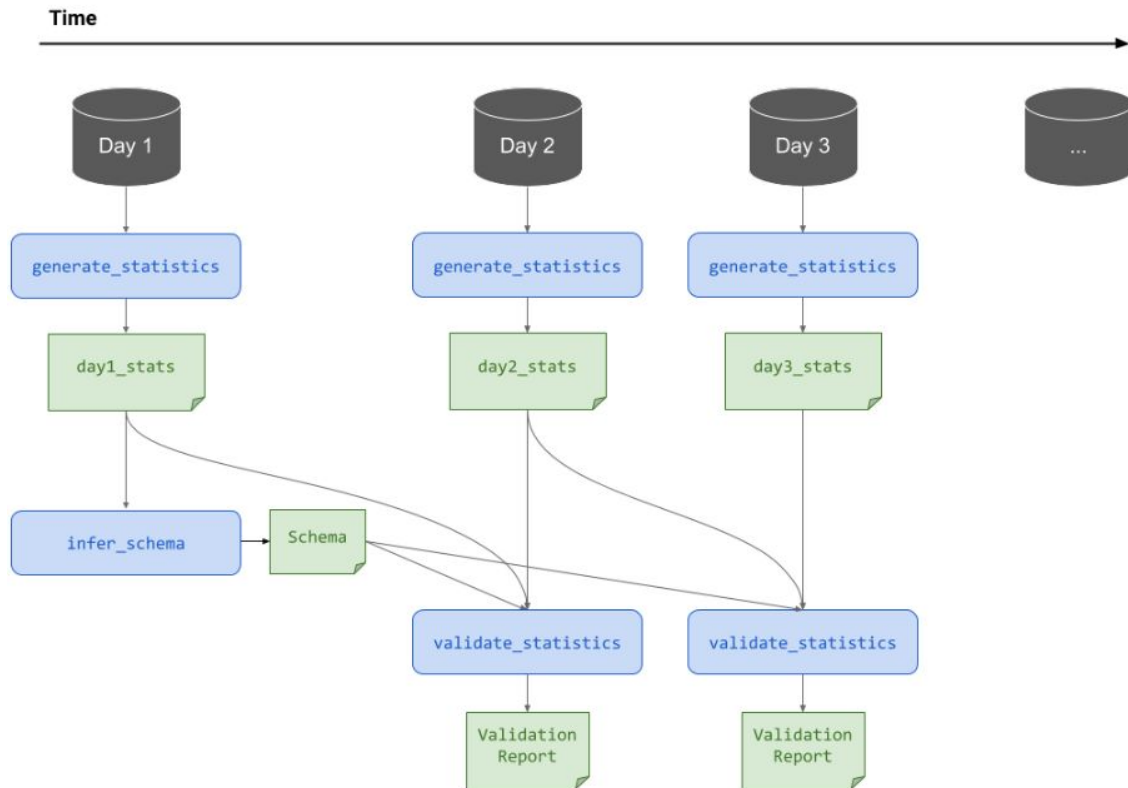 Time
Day 1
Day 2
Day 3
...
generate_statistics
generate_statistics
generate_statistics
day1_stats
day2_stats
day3_stats
infer_schema
Schema
validate_statistics
validate_statistics
Validation
Report
Validation
Report